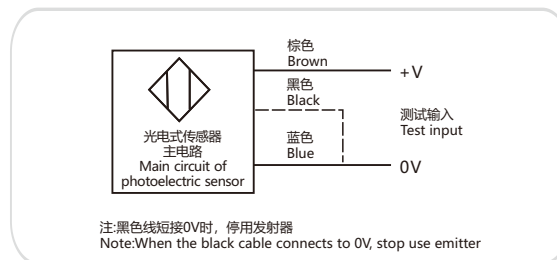 棕色
Brown
+V
黑色
Black
测试输入
Test input
蓝色
Blue
0V
光电式传感器
主电路
Main circuit of
photoelectric sensor
注:黑色线短接0V时，停用发射器
Note:When the black cable connects to 0V, stop use emitter